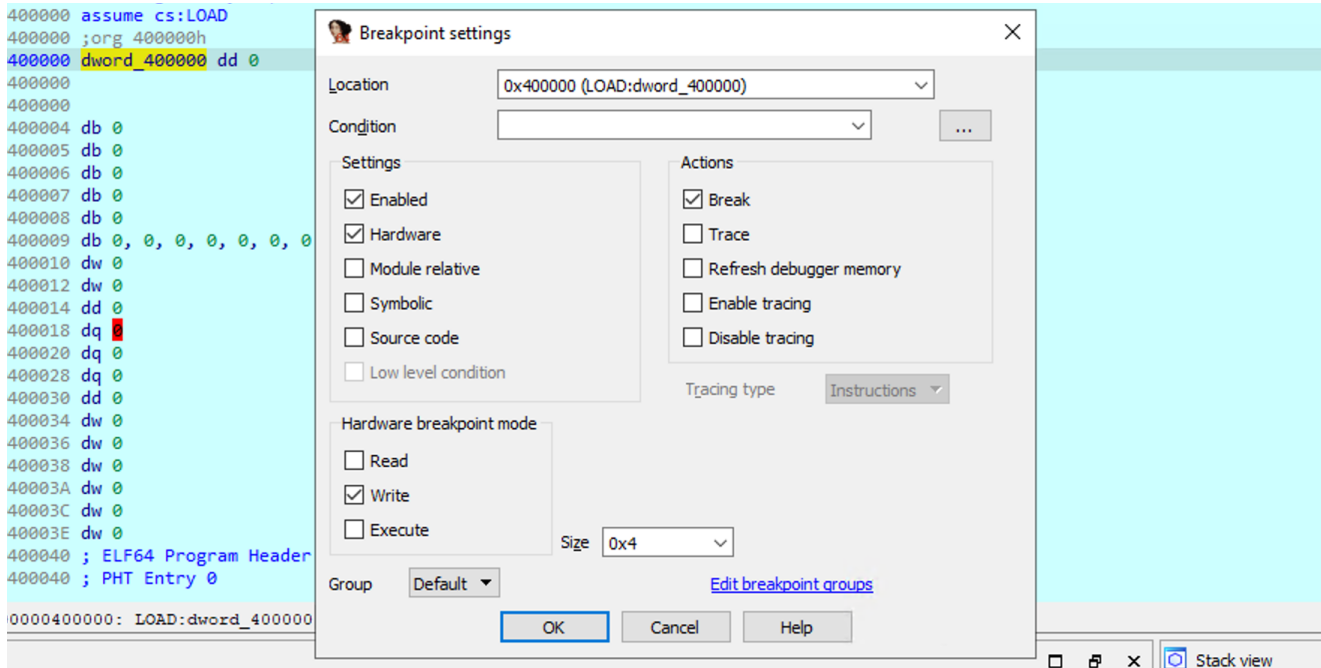 400000 assume cs:LOAD
400000 ;org 400000h
400000 dword_400000 dd 0
400000
400000
400004 db 0
400005 db 0
400006 db 0
400007 db 0
400008 db 0
400009 db 0, 0, 0, 0, 0, 0, 0
400010 dw 0
400012 dw 0
400014 dd 0
400018 dq 0
400020 dq 0
400028 dq 0
400030 dd 0
400034 dw 0
400036 dw 0
400038 dw 0
40003A dw 0
40003C dw 0
40003E dw 0
400040 ; ELF64 Program Header
400040 ; PHT Entry 0
0000400000: LOAD:dword_400000
Breakpoint settings
Location 0x400000 (LOAD:dword_400000)
Condition ...
Settings
Enabled
Hardware
Module relative
Symbolic
Source code
Low level condition
Actions
Break
Trace
Refresh debugger memory
Enable tracing
Disable tracing
Tracing type Instructions
Hardware breakpoint mode
Read
Write
Execute
Size 0x4
Group Default Edit breakpoint groups
OK Cancel Help
Stack view